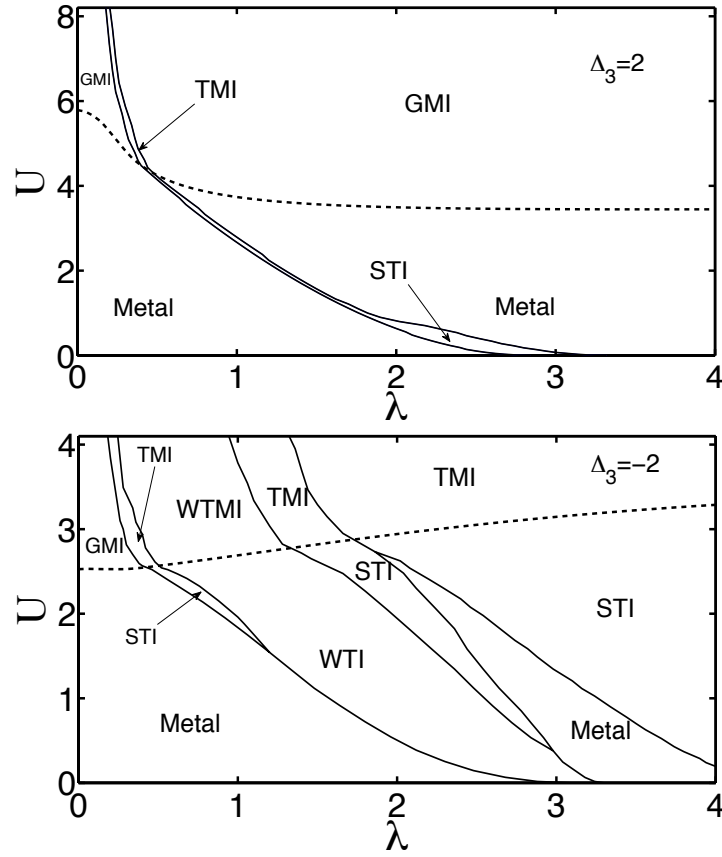 8
6
4
2
0
U
GMI
TMI
GMI
Δ₃=2
Metal
STI
Metal
0 1 2 3 4
λ
4
3
2
1
0
U
TMI
GMI
WTMI
TMI
TMI
Δ₃=−2
STI
STI
STI
WTI
Metal
Metal
0 1 2 3 4
λ